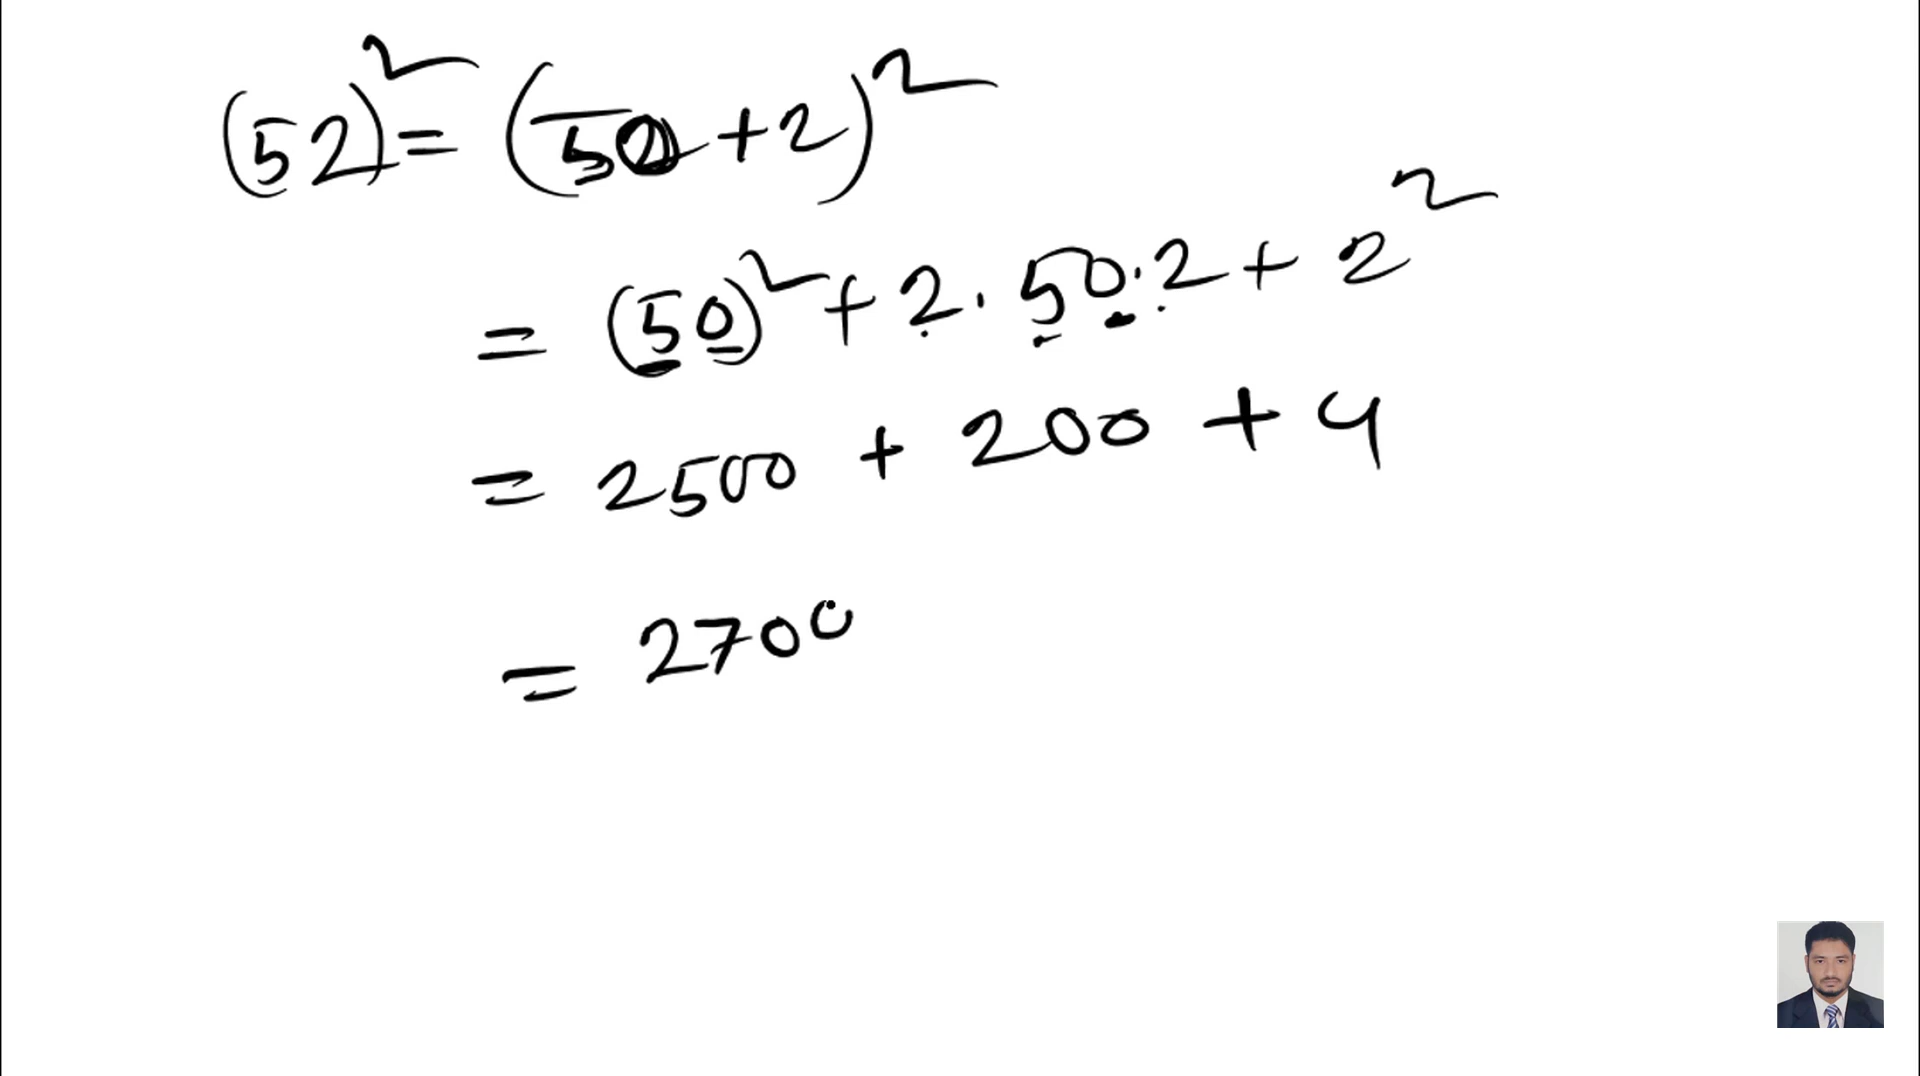 (52)² = (50+2)²
= (50)² + 2.50.2 + 2²
= 2500 + 200 + 4
= 2700